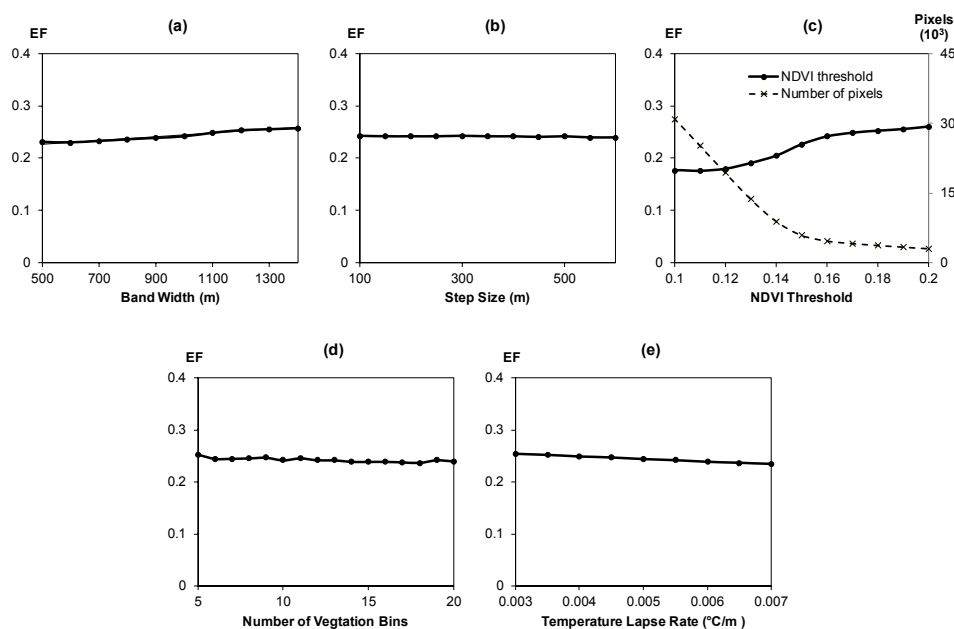 (a)
EF
0.4
0.3
0.2
0.1
0
500 700 900 1100 1300
Band Width (m)
(b)
EF
0.4
0.3
0.2
0.1
0
100 300 500
Step Size (m)
(c)
EF
Pixels
(10³)
0.4
0.3
0.2
0.1
0
45
30
15
0
NDVI threshold
Number of pixels
0.1 0.12 0.14 0.16 0.18 0.2
NDVI Threshold
(d)
EF
0.4
0.3
0.2
0.1
0
5 10 15 20
Number of Vegtation Bins
(e)
EF
0.4
0.3
0.2
0.1
0
0.003 0.004 0.005 0.006 0.007
Temperature Lapse Rate (°C/m )